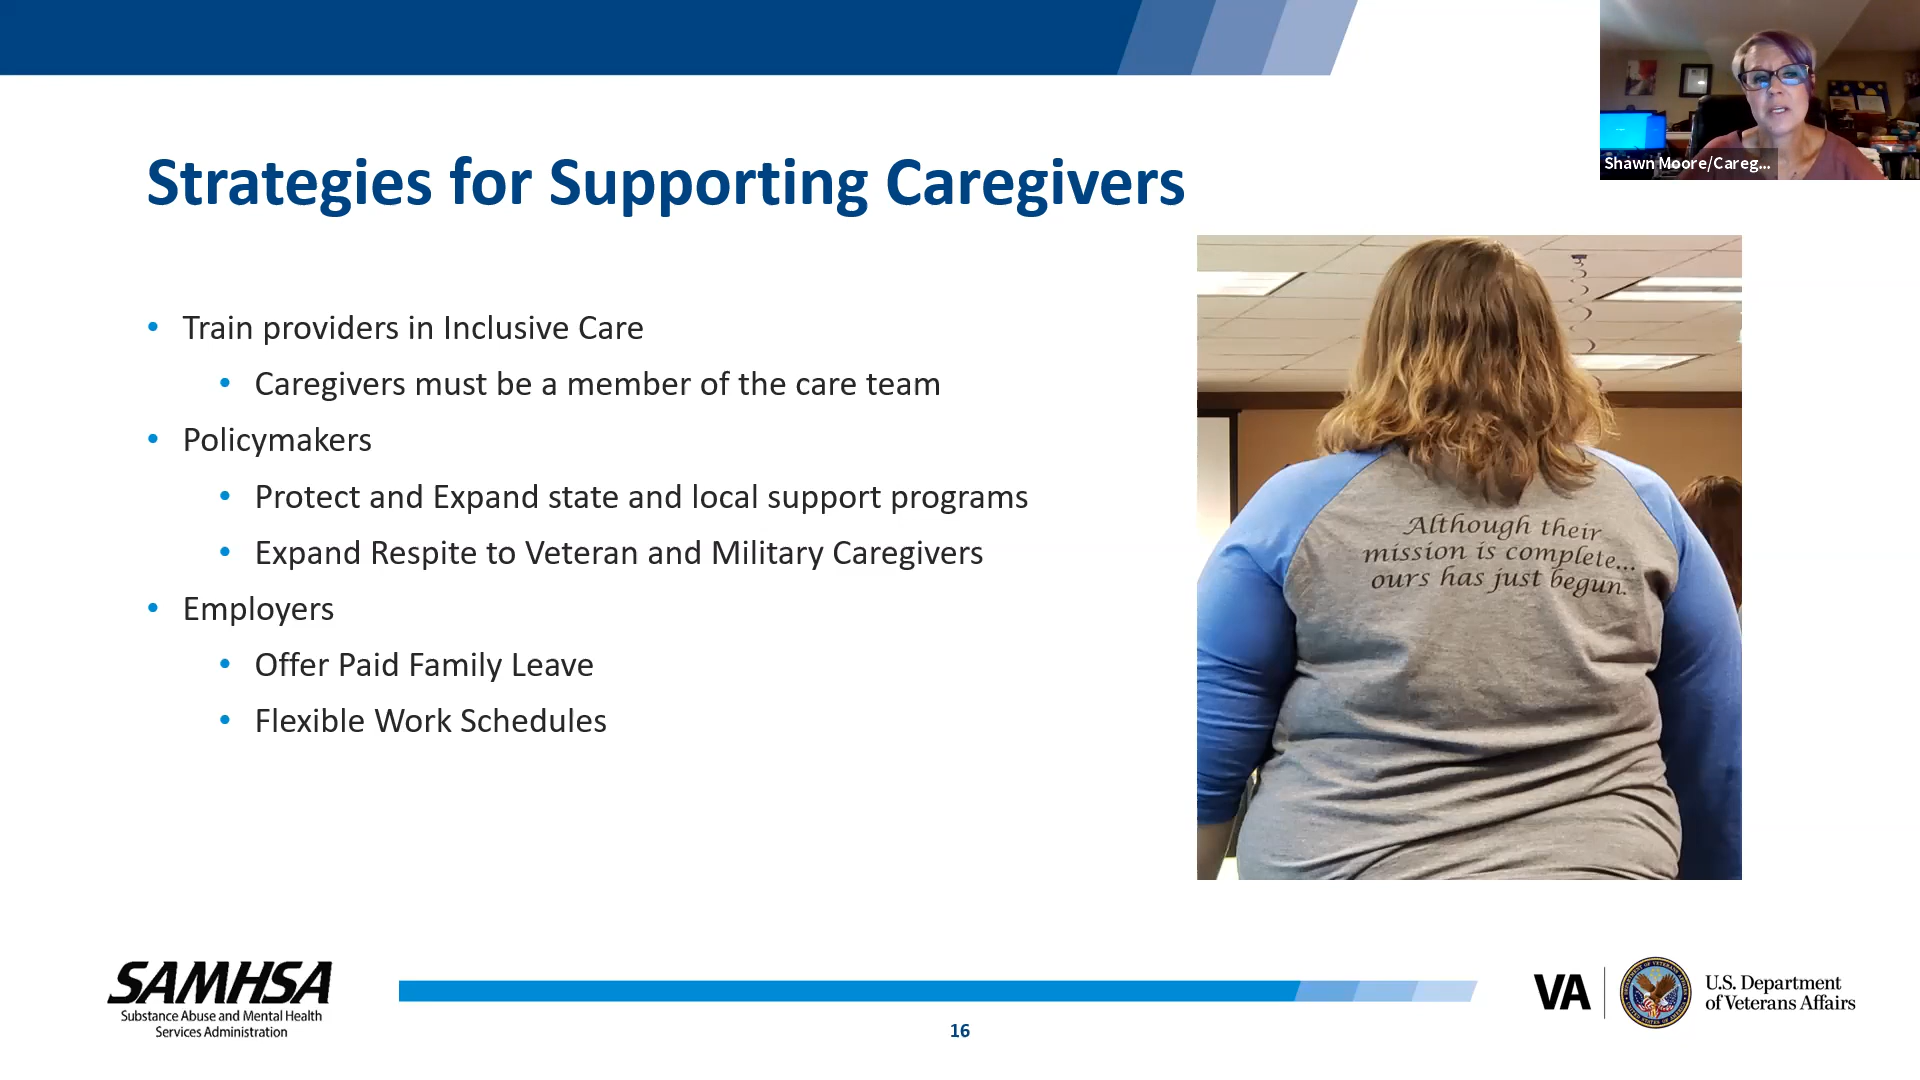 Shawn Moore/Careg...
Strategies for Supporting Caregivers
• Train providers in Inclusive Care
• Caregivers must be a member of the care team
• Policymakers
• Protect and Expand state and local support programs
• Expand Respite to Veteran and Military Caregivers
• Employers
• Offer Paid Family Leave
• Flexible Work Schedules
Although their
mission is complete...
ours has just begun.
SAMHSA
Substance Abuse and Mental Health
Services Administration
16
VA
U.S. Department
of Veterans Affairs